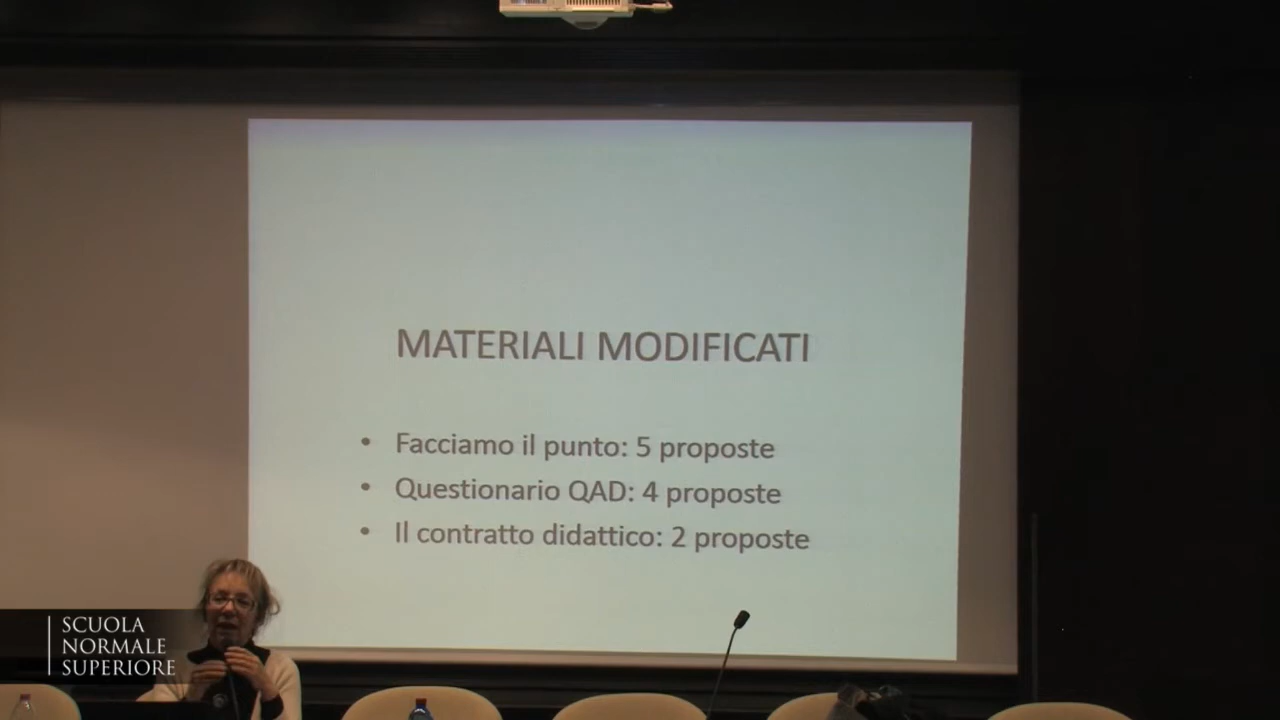 MATERIALI MODIFICATI
• Facciamo il punto: 5 proposte
• Questionario QAD: 4 proposte
• Il contratto didattico: 2 proposte
SCUOLA
NORMALE
SUPERIORE